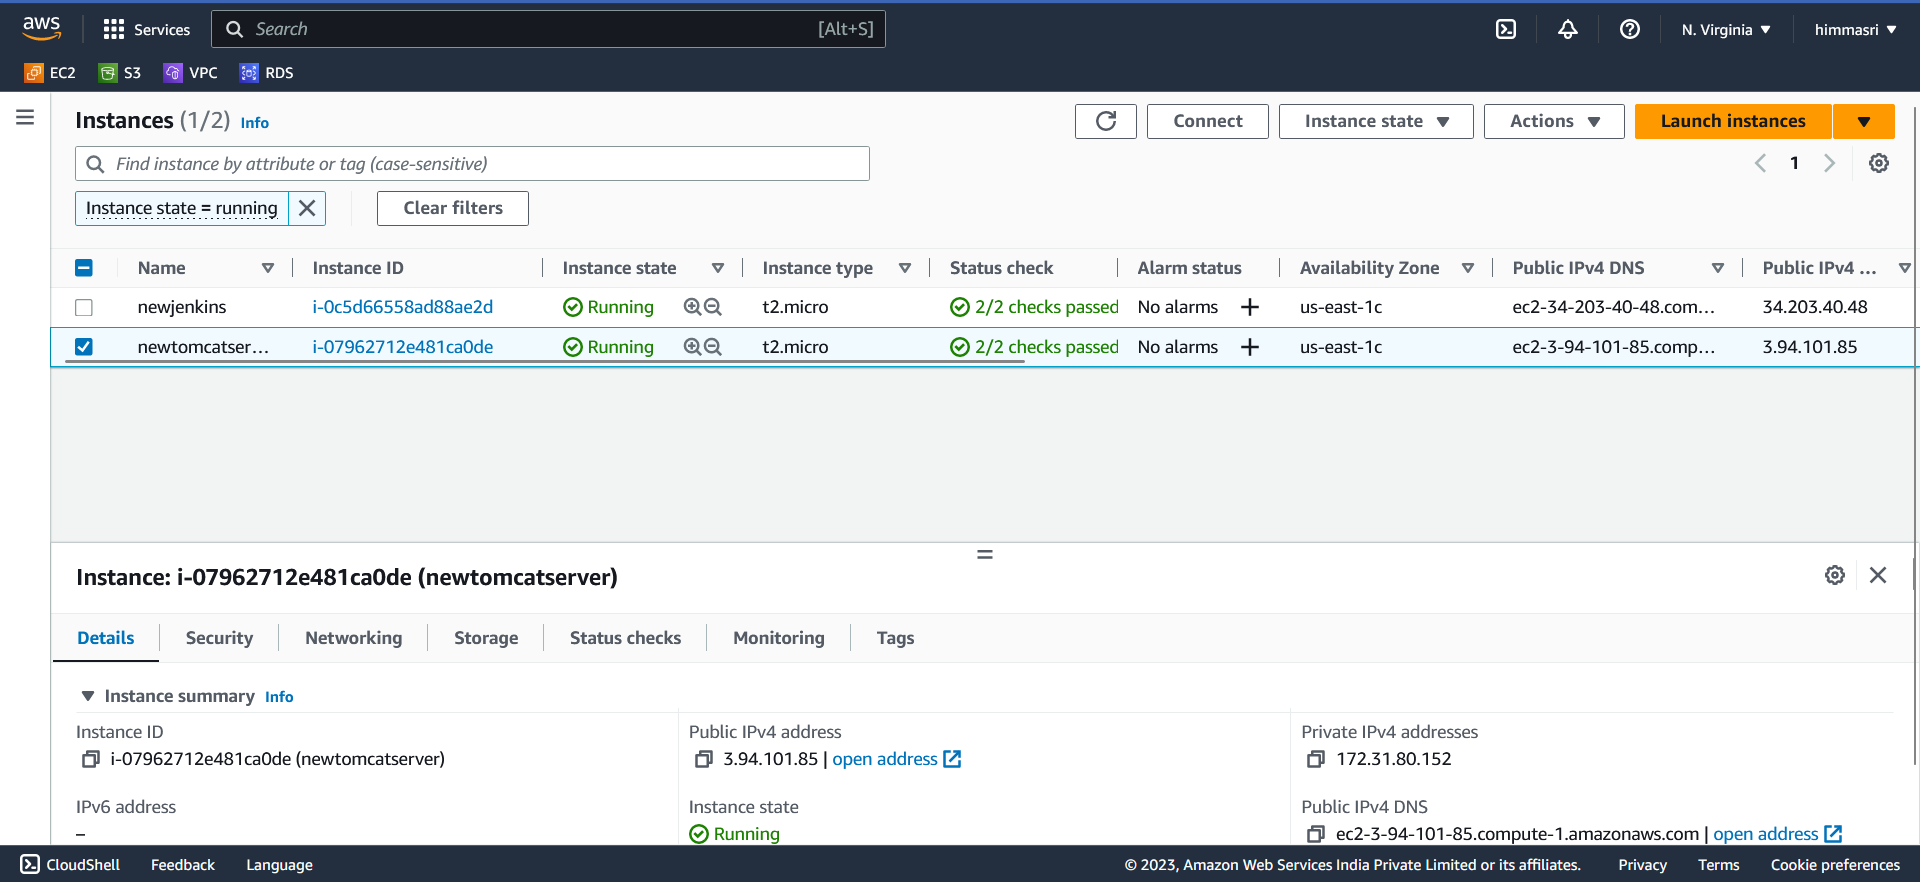 aws Services Search [Alt+S] N. Virginia himmasri
EC2 S3 VPC RDS
Instances (1/2) Info Connect Instance state Actions Launch instances
Find instance by attribute or tag (case-sensitive) 1
Instance state = running Clear filters
Name Instance ID Instance state Instance type Status check Alarm status Availability Zone Public IPv4 DNS Public IPv4 ...
newjenkins i-0c5d66558ad88ae2d Running t2.micro 2/2 checks passed No alarms us-east-1c ec2-34-203-40-48.com... 34.203.40.48
newtomcatser... i-07962712e481ca0de Running t2.micro 2/2 checks passed No alarms us-east-1c ec2-3-94-101-85.comp... 3.94.101.85
Instance: i-07962712e481ca0de (newtomcatserver)
Details Security Networking Storage Status checks Monitoring Tags
Instance summary Info
Instance ID Public IPv4 address Private IPv4 addresses
i-07962712e481ca0de (newtomcatserver) 3.94.101.85 | open address 172.31.80.152
IPv6 address Instance state Public IPv4 DNS
– Running ec2-3-94-101-85.compute-1.amazonaws.com | open address
CloudShell Feedback Language © 2023, Amazon Web Services India Private Limited or its affiliates. Privacy Terms Cookie preferences